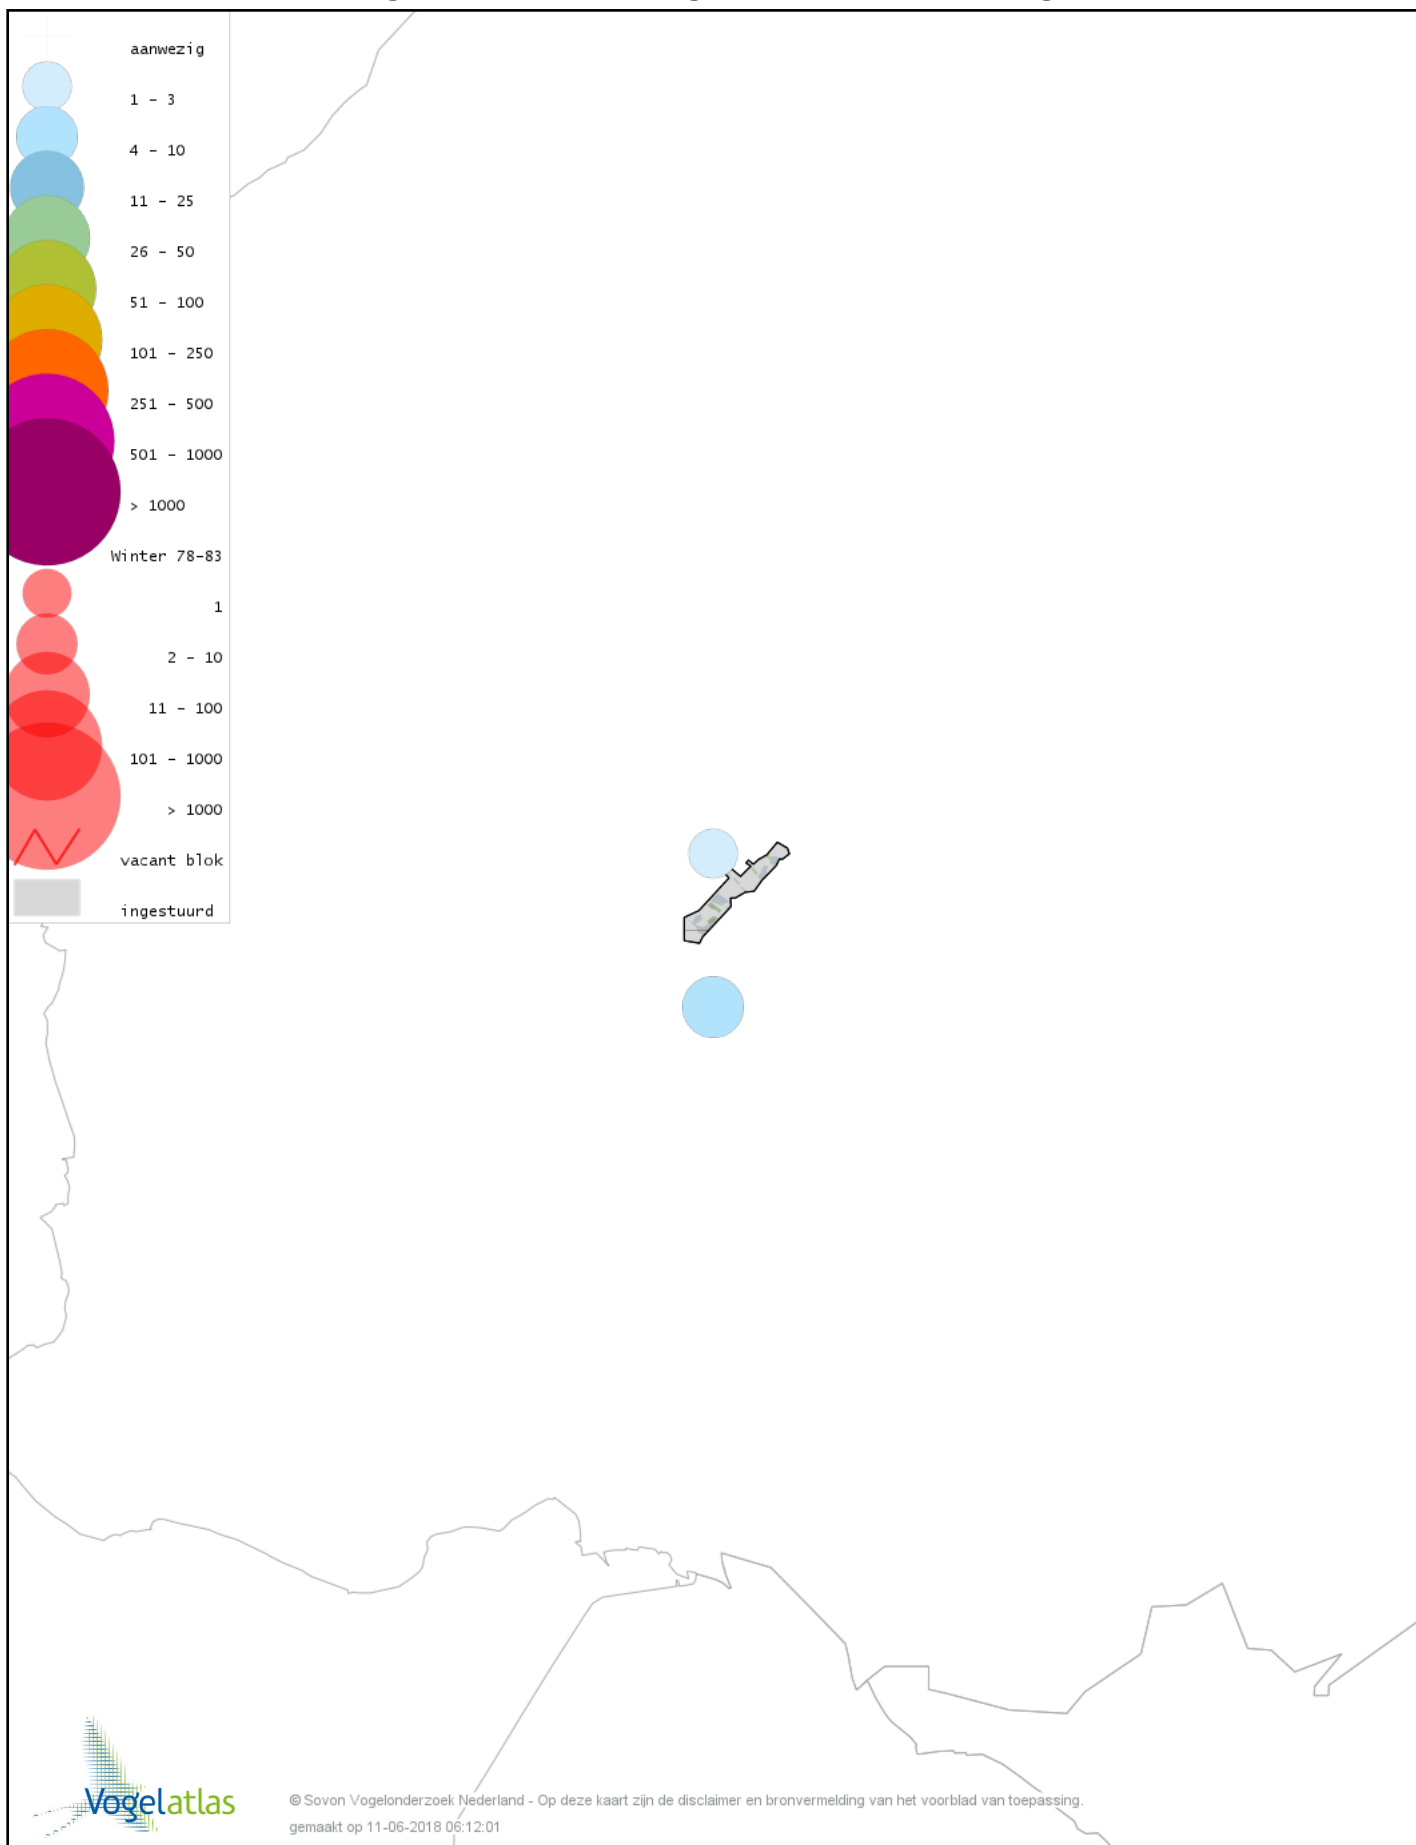 aanwezig
1 - 3
4 - 10
11 - 25
26 - 50
51 - 100
101 - 250
251 - 500
501 - 1000
> 1000
Winter 78-83
1
2 - 10
11 - 100
101 - 1000
> 1000
vacant blok
ingestuurd
Vogelatlas
© Sovon Vogelonderzoek Nederland - Op deze kaart zijn de disclaimer en bronvermelding van het voorblad van toepassing.
gemaakt op 11-06-2018 06:12:01